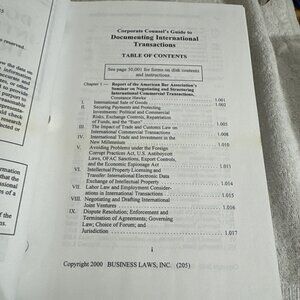 Corporate Counsel's Guide to
Documenting International
Transactions
TABLE OF CONTENTS
See page 10,001 for forms on disk contents
and instructions.
Chapter 1 — Report of the American Bar Association's
Seminar on Negotiating and Structuring
International Commercial Transactions,
Constance Hawke
I. International Sale of Goods 1.001
II. Securing Payments and Protecting 1.002
Investments: Political and Commercial
Risks, Exchange Controls, Repatriation
of Funds, and the "Euro" 1.005
III. The Impact of Trade and Customs Law on
International Commercial Transactions 1.008
IV. International Trade and Investment in the
New Millennium 1.010
V. Avoiding Problems under the Foreign
Corrupt Practices Act, U.S. Antiboycott
Laws, OFAC Sanctions, Export Controls,
and the Economic Espionage Act 1.011
VI. Intellectual Property Licensing and
Transfer: International Electronic Data
Exchange of Intellectual Property 1.014
VII. Labor Law and Employment Consider-
ations in International Transactions 1.015
VIII. Negotiating and Drafting International
Joint Ventures 1.016
IX. Dispute Resolution; Enforcement and
Termination of Agreements; Governing
Law; Choice of Forum; and
Jurisdiction 1.017
i
Copyright 2000 BUSINESS LAWS, INC. (205)